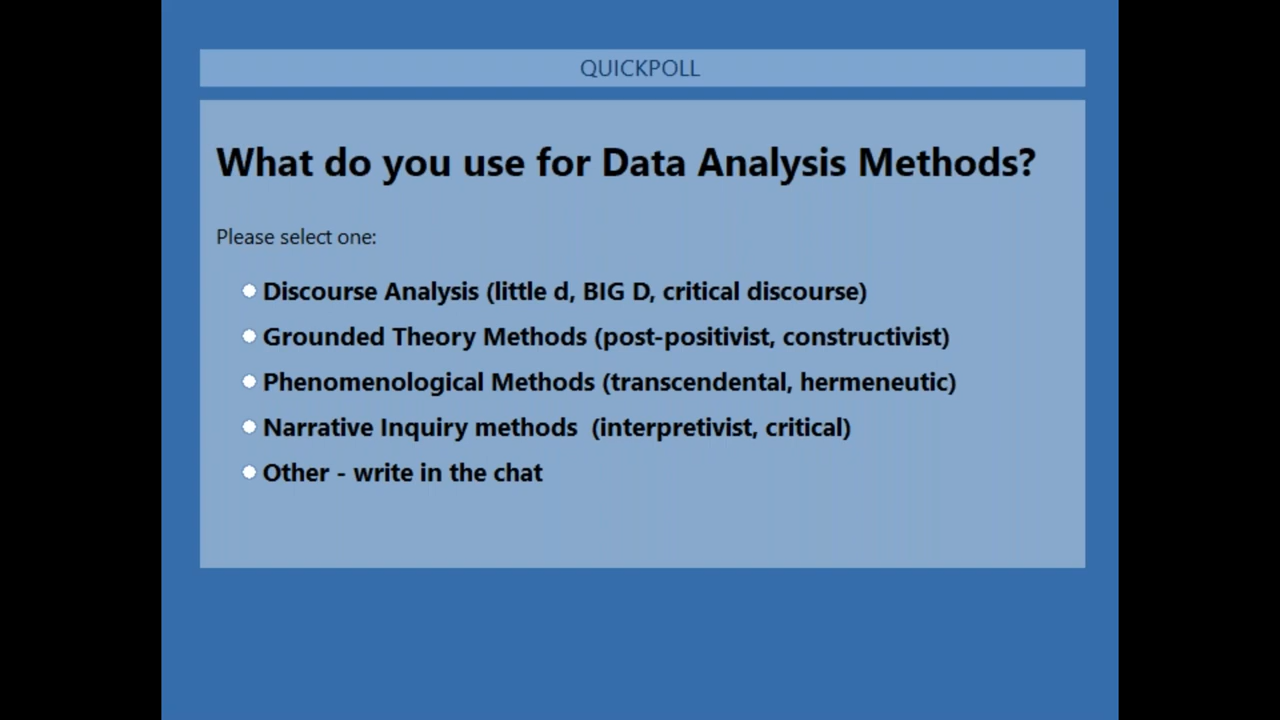 QUICKPOLL
What do you use for Data Analysis Methods?
Please select one:
Discourse Analysis (little d, BIG D, critical discourse)
Grounded Theory Methods (post-positivist, constructivist)
Phenomenological Methods (transcendental, hermeneutic)
Narrative Inquiry methods  (interpretivist, critical)
Other - write in the chat